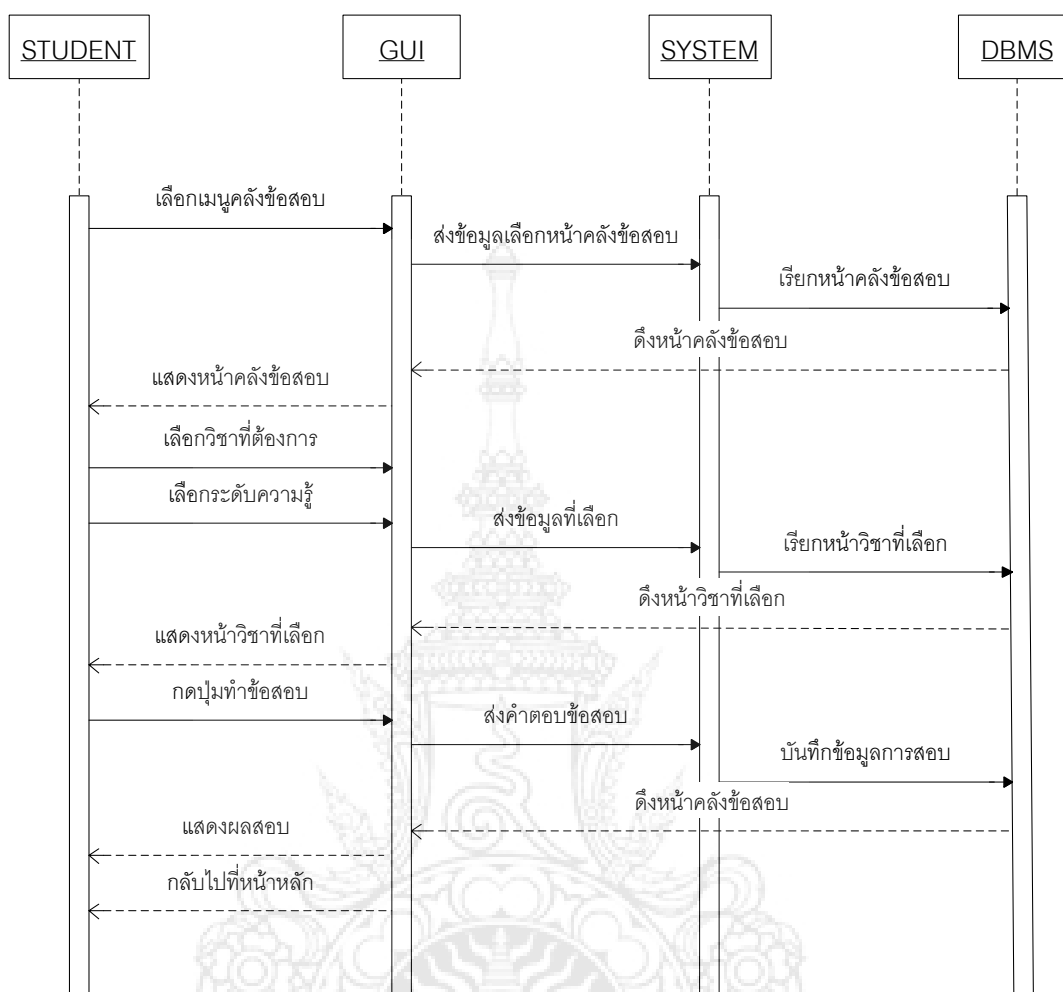 STUDENT
GUI
SYSTEM
DBMS
เลือกเมนูคลังข้อสอบ
ส่งข้อมูลเลือกหน้าคลังข้อสอบ
เรียกหน้าคลังข้อสอบ
ดึงหน้าคลังข้อสอบ
แสดงหน้าคลังข้อสอบ
เลือกวิชาที่ต้องการ
เลือกระดับความรู้
ส่งข้อมูลที่เลือก
เรียกหน้าวิชาที่เลือก
ดึงหน้าวิชาที่เลือก
แสดงหน้าวิชาที่เลือก
กดปุ่มทำข้อสอบ
ส่งคำตอบข้อสอบ
บันทึกข้อมูลการสอบ
ดึงหน้าคลังข้อสอบ
แสดงผลสอบ
กลับไปที่หน้าหลัก